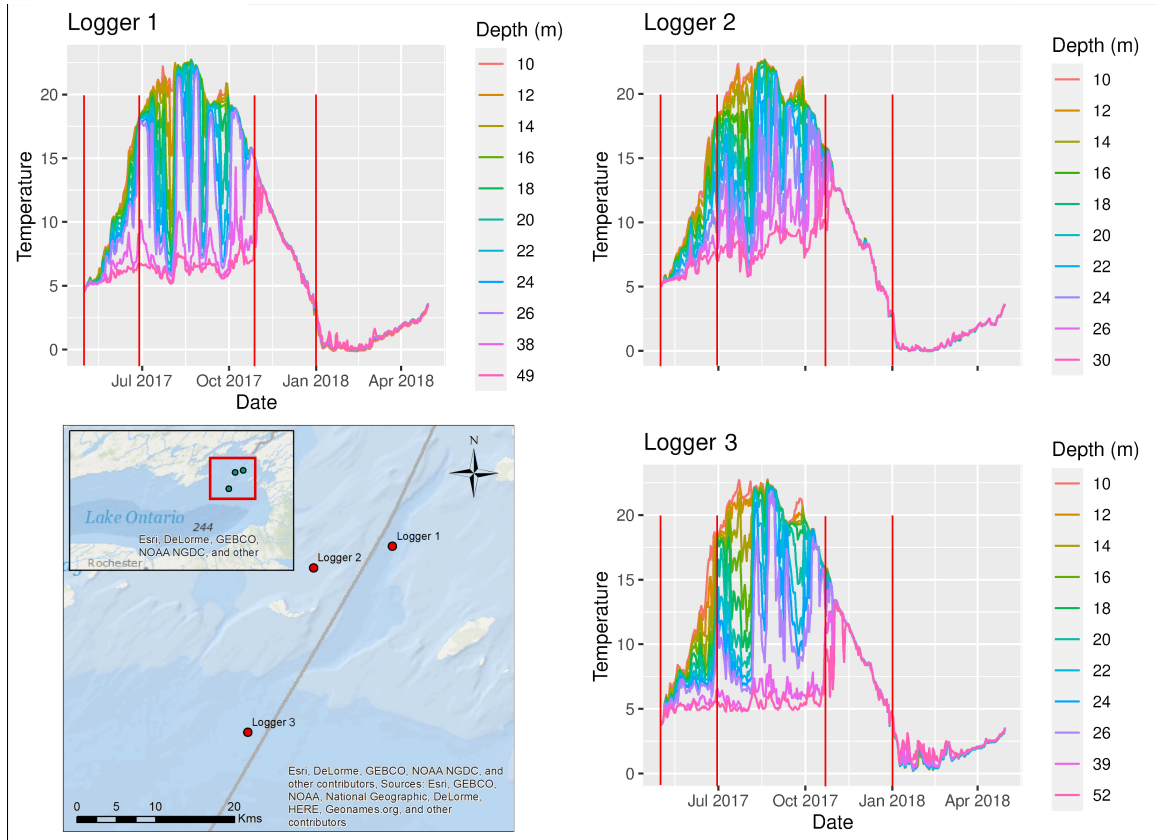 Logger 1
Temperature
20
15
10
5
0
Jul 2017 Oct 2017 Jan 2018 Apr 2018
Date
Depth (m)
10
12
14
16
18
20
22
24
26
38
49
Logger 2
Temperature
20
15
10
5
0
Depth (m)
10
12
14
16
18
20
22
24
26
30
Lake Ontario
244
Esri, DeLorme, GEBCO,
NOAA NGDC, and other
Rochester
N
Logger 1
Logger 2
Logger 3
0 5 10 20
Kms
Esri, DeLorme, GEBCO, NOAA NGDC, and
other contributors, Sources: Esri, GEBCO,
NOAA, National Geographic, DeLorme,
HERE, Geonames.org, and other
contributors
Logger 3
Temperature
20
15
10
5
0
Jul 2017 Oct 2017 Jan 2018 Apr 2018
Date
Depth (m)
10
12
14
16
18
20
22
24
26
39
52